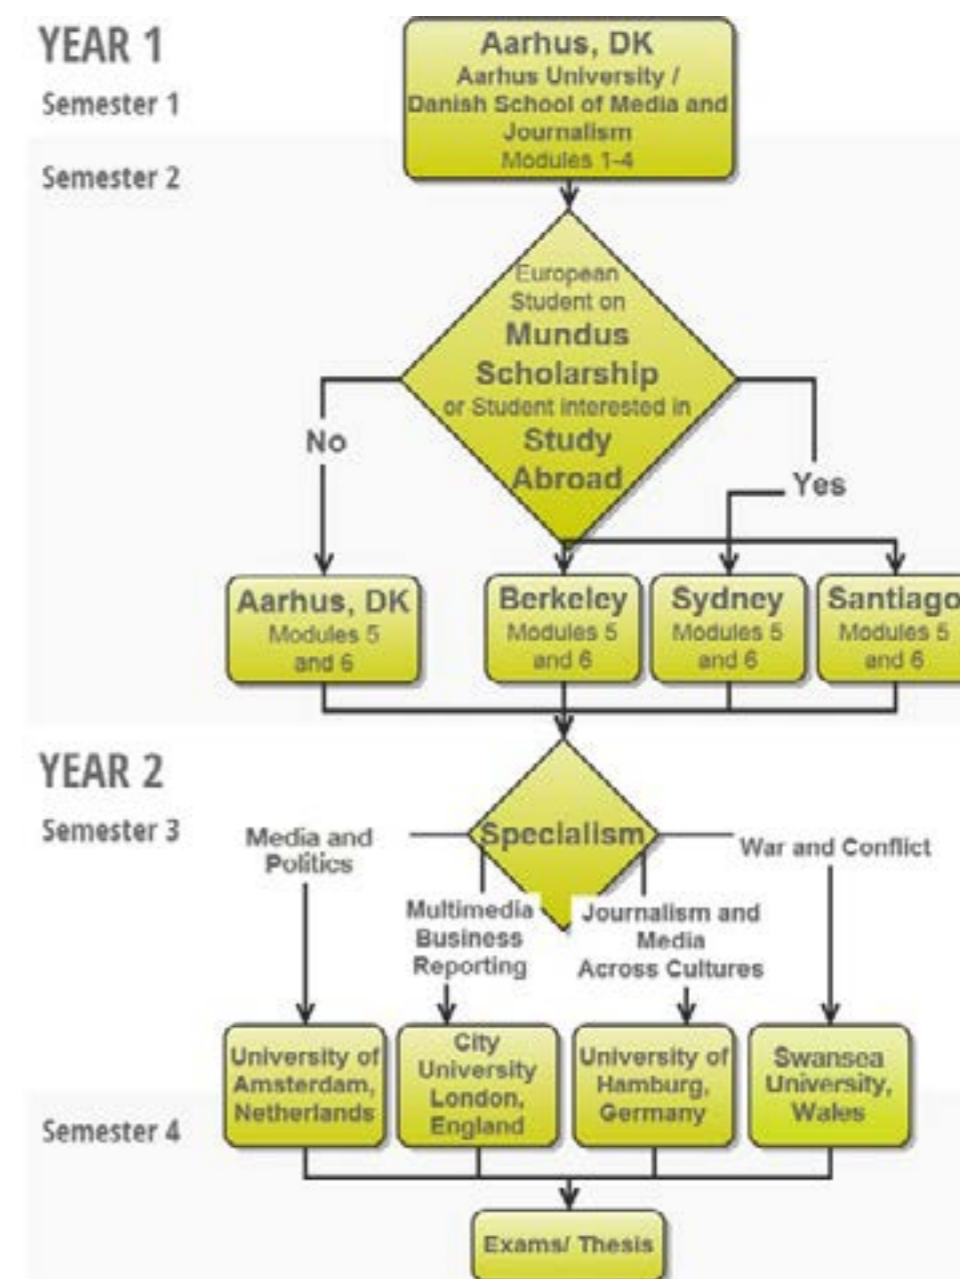 YEAR 1
Semester 1
Aarhus, DK
Aarhus University /
Danish School of Media and
Journalism
Modules 1-4
Semester 2
European
Student on
Mundus
Scholarship
or Student interested in
Study
Abroad
No
Yes
Aarhus, DK
Modules 5
and 6
Berkeley
Modules 5
and 6
Sydney
Modules 5
and 6
Santiago
Modules 5
and 6
YEAR 2
Semester 3
Specialism
Media and
Politics
Multimedia
Business
Reporting
Journalism and
Media
Across Cultures
War and Conflict
University of
Amsterdam,
Netherlands
City
University
London,
England
University of
Hamburg,
Germany
Swansea
University,
Wales
Semester 4
Exams/ Thesis